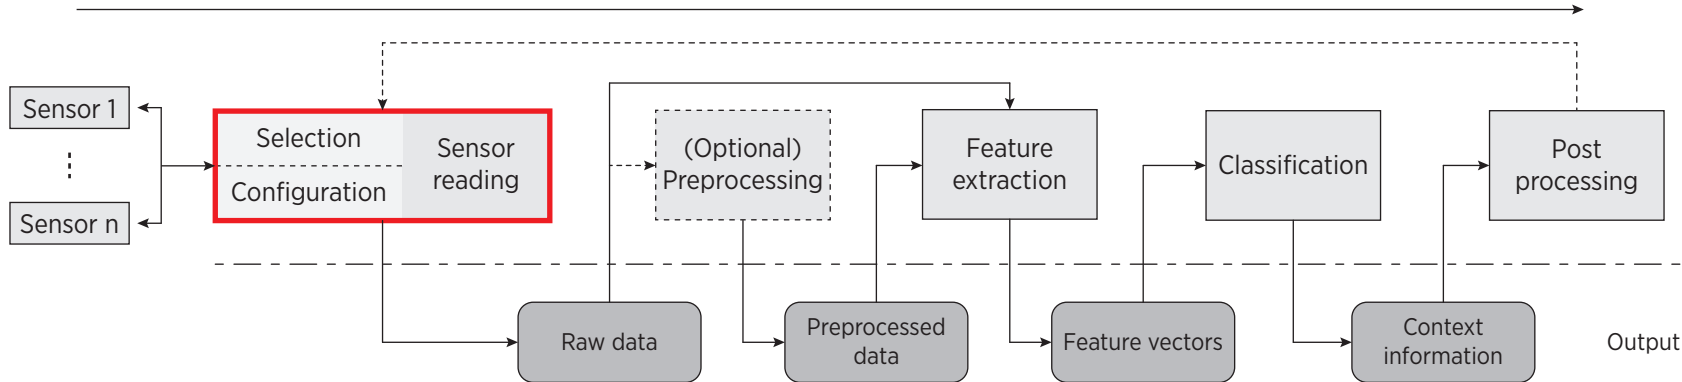 Sensor 1
Sensor n
Selection
Configuration
Sensor
reading
(Optional)
Preprocessing
Feature
extraction
Classification
Post
processing
Raw data
Preprocessed
data
Feature vectors
Context
information
Output